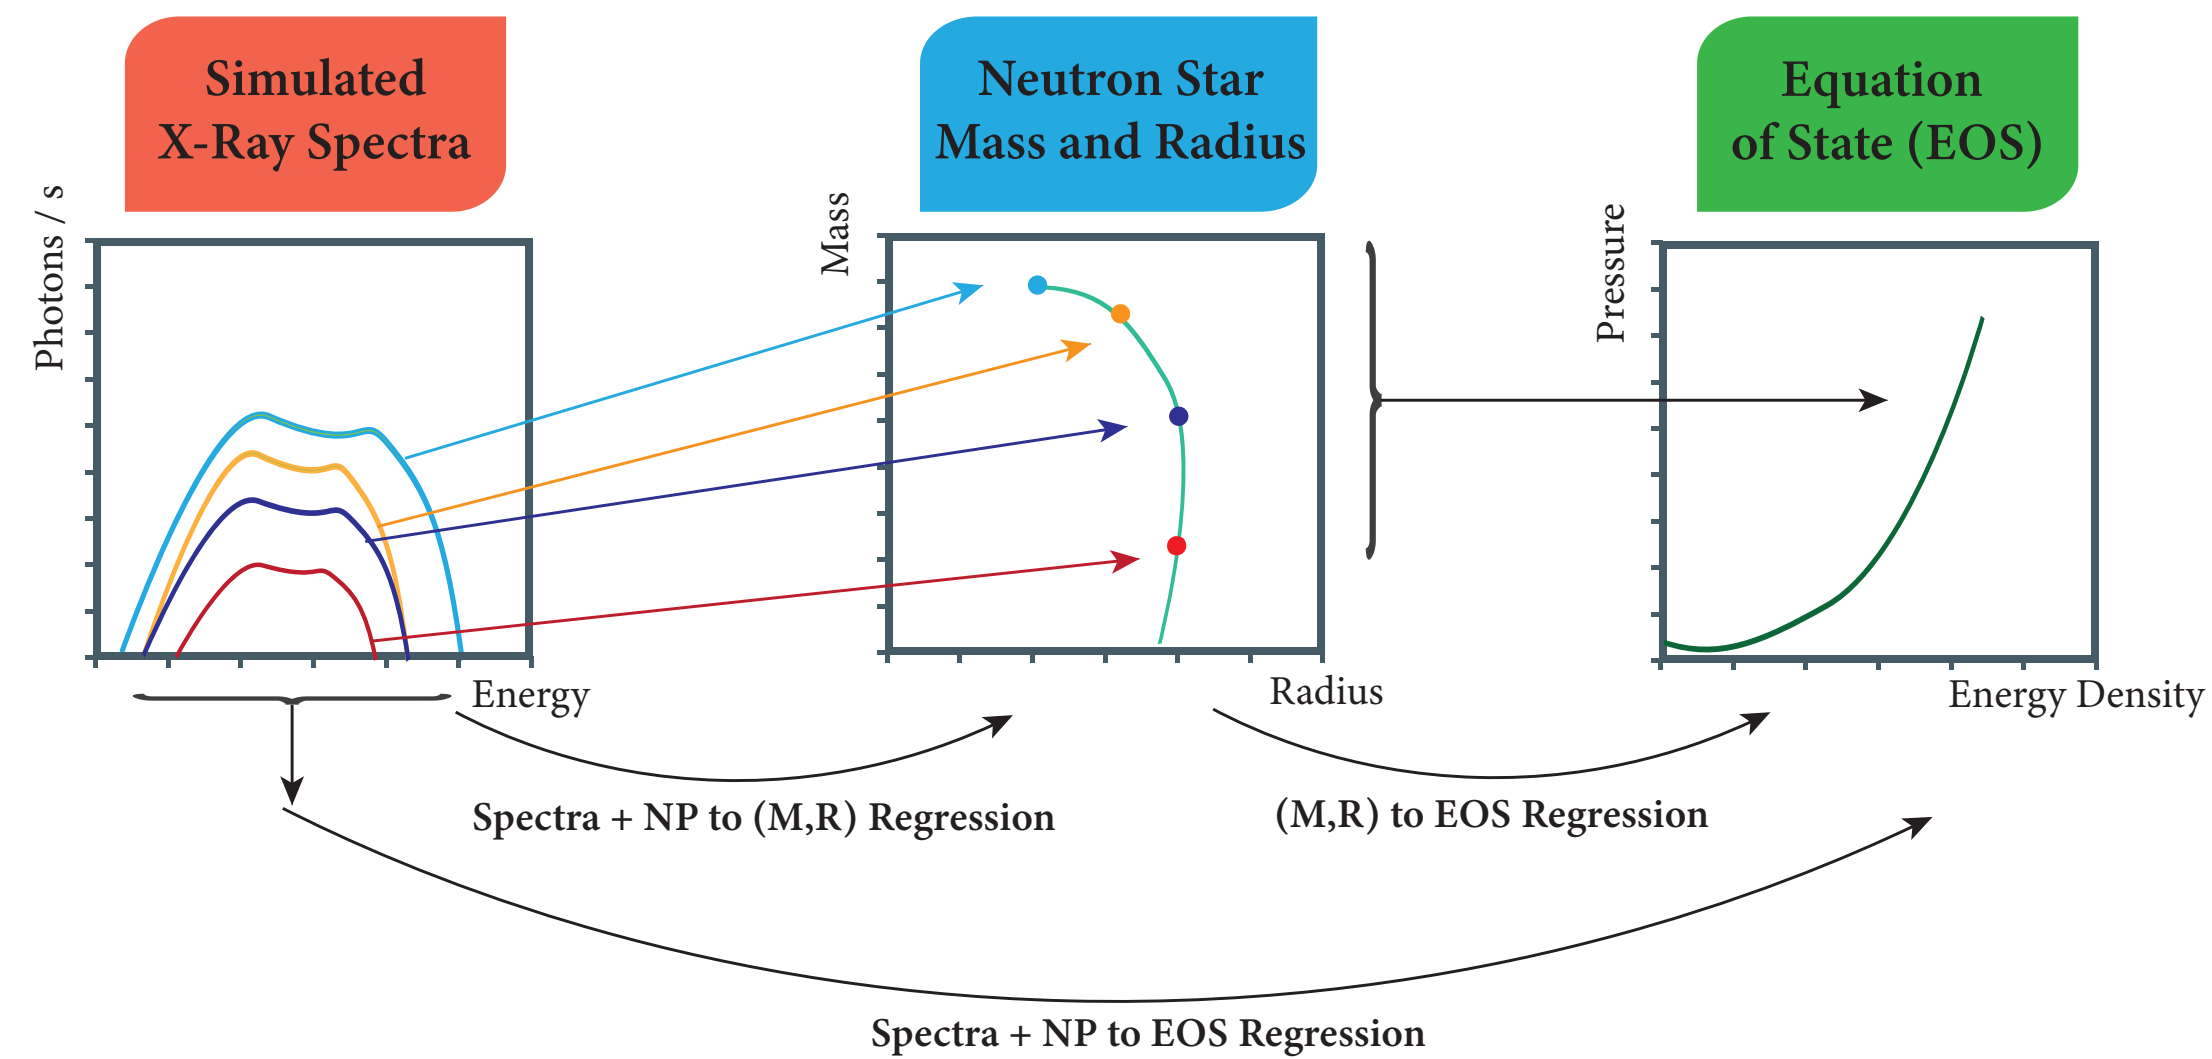 Simulated
X-Ray Spectra
Neutron Star
Mass and Radius
Equation
of State (EOS)
Photons / s
Energy
Mass
Radius
Pressure
Energy Density
Spectra + NP to (M,R) Regression
(M,R) to EOS Regression
Spectra + NP to EOS Regression